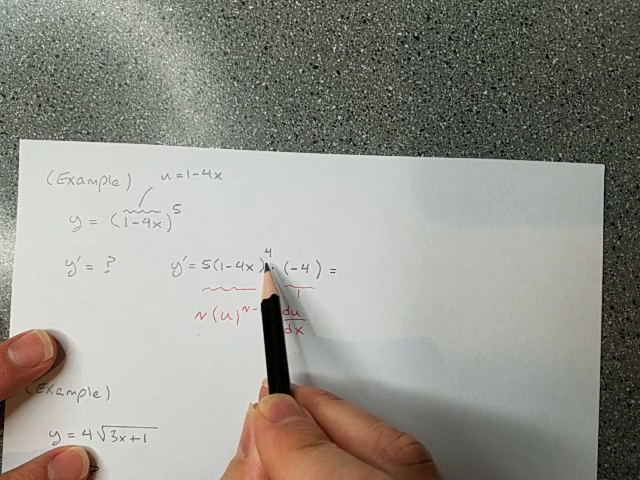 (Example) u = 1-4x
y = (1-4x)^5
y' = ? y' = 5(1-4x)^4 · (-4) =
n(u)^n- du/dx
(Example)
y = 4√3x+1